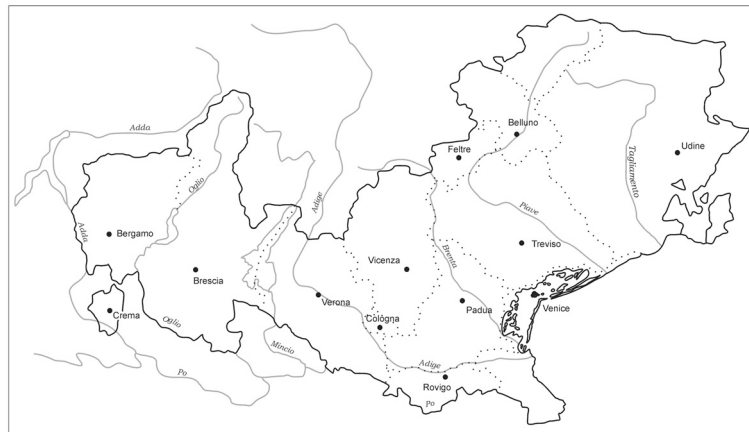 Adda
Belluno
Feltre
Udine
Tagliamento
Oglio
Adige
Piave
Adda
Bergamo
Treviso
Brenta
Vicenza
Brescia
Verona
Padua
Venice
Crema
Oglio
Cologna
Mincio
Po
Adige
Rovigo
Po